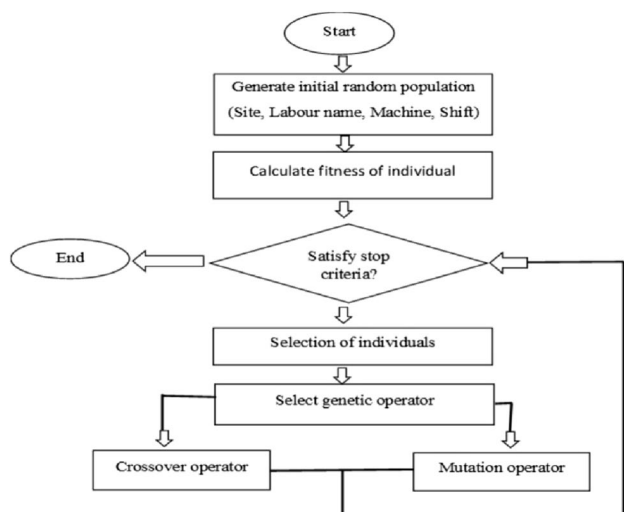 Start
Generate initial random population
(Site, Labour name, Machine, Shift)
Calculate fitness of individual
End
Satisfy stop
criteria?
Selection of individuals
Select genetic operator
Crossover operator
Mutation operator